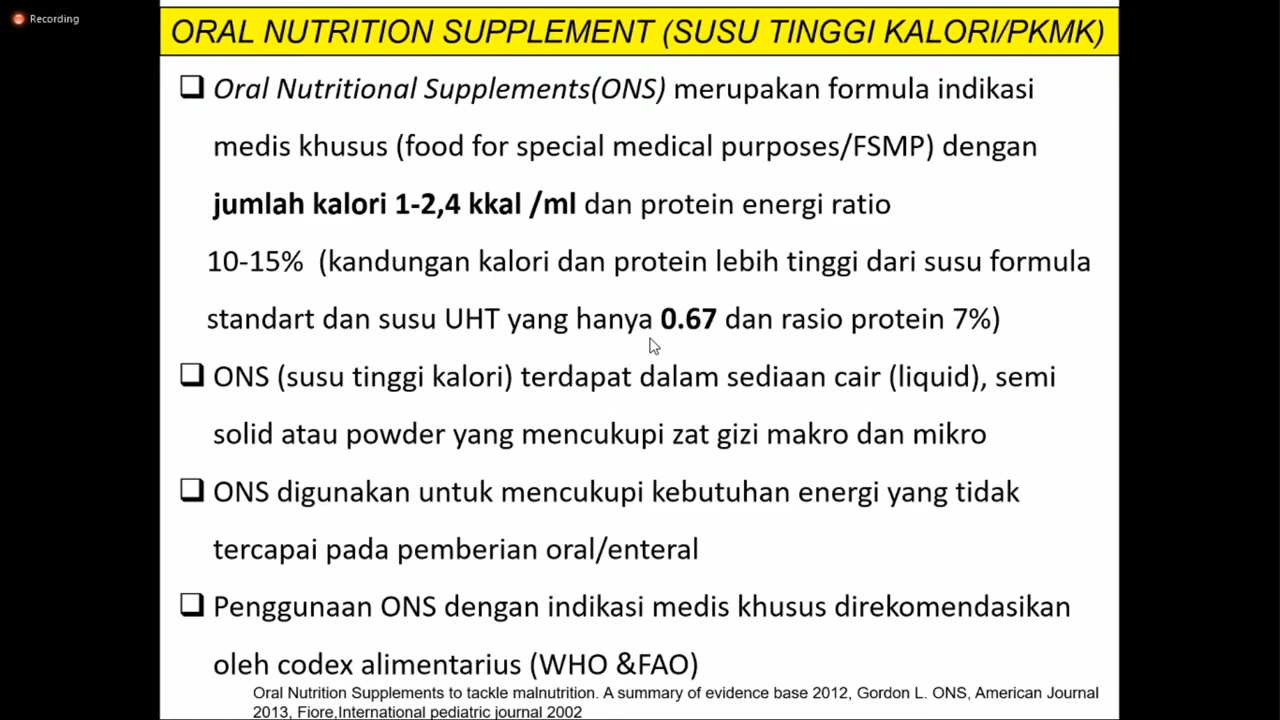 Recording
ORAL NUTRITION SUPPLEMENT (SUSU TINGGI KALORI/PKMK)
Oral Nutritional Supplements(ONS) merupakan formula indikasi
medis khusus (food for special medical purposes/FSMP) dengan
jumlah kalori 1-2,4 kkal /ml dan protein energi ratio
10-15% (kandungan kalori dan protein lebih tinggi dari susu formula
standart dan susu UHT yang hanya 0.67 dan rasio protein 7%)
ONS (susu tinggi kalori) terdapat dalam sediaan cair (liquid), semi
solid atau powder yang mencukupi zat gizi makro dan mikro
ONS digunakan untuk mencukupi kebutuhan energi yang tidak
tercapai pada pemberian oral/enteral
Penggunaan ONS dengan indikasi medis khusus direkomendasikan
oleh codex alimentarius (WHO &FAO)
Oral Nutrition Supplements to tackle malnutrition. A summary of evidence base 2012, Gordon L. ONS, American Journal
2013, Fiore,International pediatric journal 2002